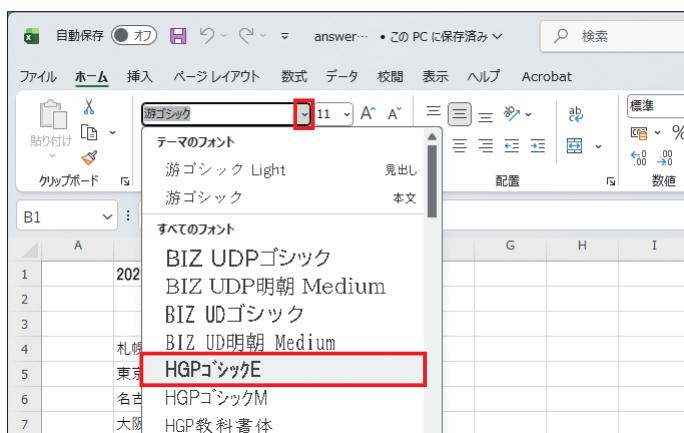 自動保存 オフ answer… • この PC に保存済み 検索
ファイル ホーム 挿入 ページ レイアウト 数式 データ 校閲 表示 ヘルプ Acrobat
貼り付け
クリップボード
游ゴシック 11 A A
ab
標準
%
.00
.00
配置
数値
テーマのフォント
游ゴシック Light 見出し
游ゴシック 本文
すべてのフォント
BIZ UDPゴシック
BIZ UDP明朝 Medium
BIZ UDゴシック
BIZ UD明朝 Medium
HGPゴシックE
HGPゴシックM
HGP教科書体
B1
A G H I
1 202
2
3
4 札幌
5 東京
6 名古
7 大阪